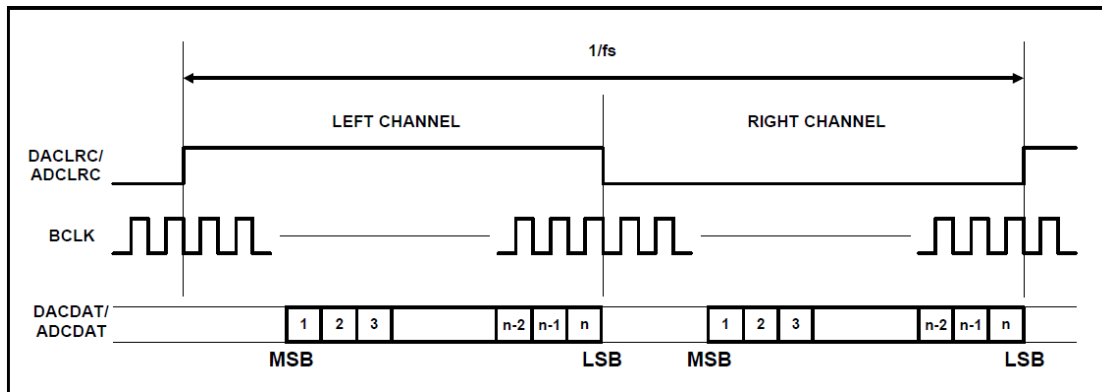 1/fs
LEFT CHANNEL RIGHT CHANNEL
DACLRC/
ADCLRC
BCLK
DACDAT/
ADCDAT
1 2 3 n-2 n-1 n 1 2 3 n-2 n-1 n
MSB LSB MSB LSB